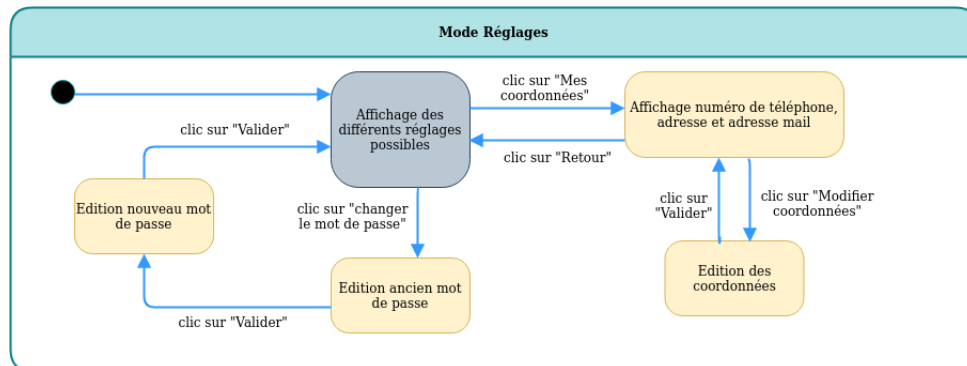 Mode Réglages
clic sur "Mes
coordonnées"
Affichage des
différents réglages
possibles
Affichage numéro de téléphone,
adresse et adresse mail
clic sur "Valider"
clic sur "Retour"
Edition nouveau mot
de passe
clic sur "changer
le mot de passe"
clic sur
"Valider"
clic sur "Modifier
coordonnées"
Edition ancien mot
de passe
Edition des
coordonnées
clic sur "Valider"